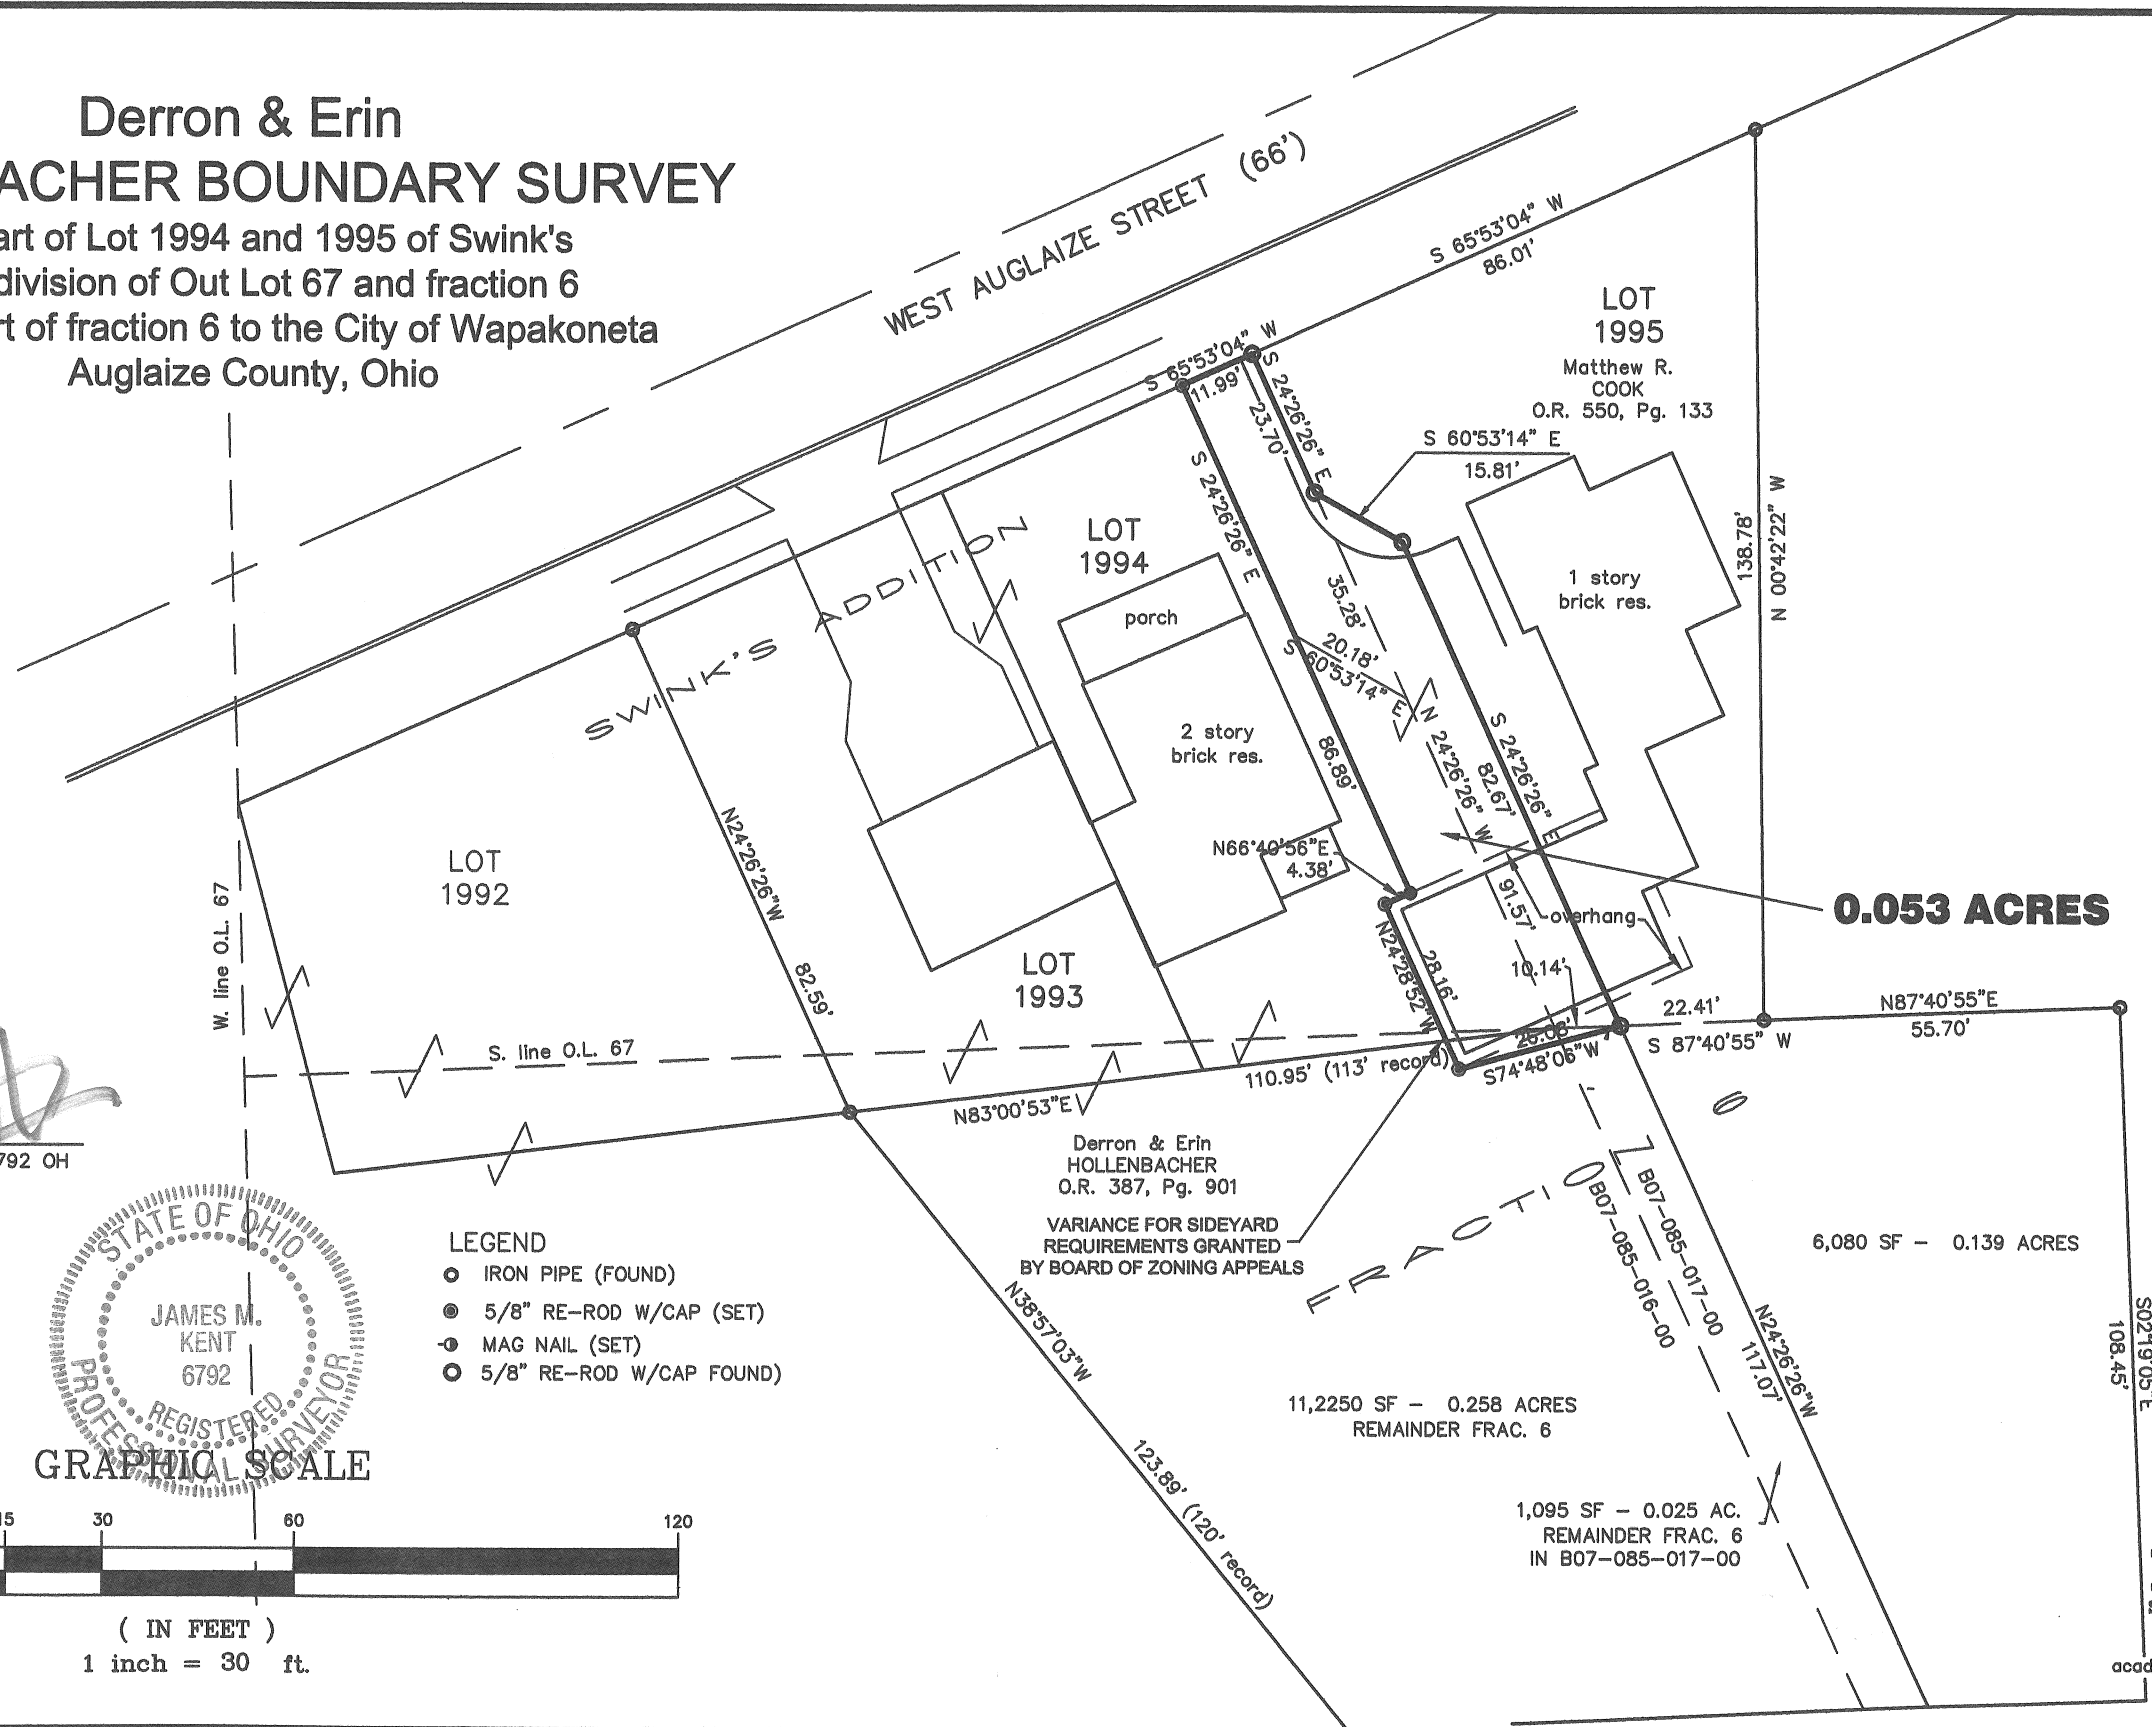 Derron & Erin
ACHER BOUNDARY SURVEY
art of Lot 1994 and 1995 of Swink's
division of Out Lot 67 and fraction 6
rt of fraction 6 to the City of Wapakoneta
Auglaize County, Ohio
WEST AUGLAIZE STREET (66')
S 65°53'04" W
86.01'
LOT
1995
Matthew R.
COOK
O.R. 550, Pg. 133
S 65°53'04" W
11.99'
S 24°26'26" E
23.70'
S 60°53'14" E
15.81'
138.78'
N 00°42'22" W
1 story
brick res.
SWINK'S ADDITION
LOT
1994
porch
2 story
brick res.
S 24°26'26" E
86.89'
35.28'
20.18'
S 60°53'14" E
N 24°26'26" W
91.57'
S 24°26'26" E
82.67'
N66°40'56"E
4.38'
0.053 ACRES
overhang
N24°28'52"W
28.16'
10.14'
26.06'
S74°48'06"W
22.41'
S 87°40'55" W
N87°40'55"E
55.70'
LOT
1992
N24°26'26"W
82.59'
LOT
1993
W. line O.L. 67
S. line O.L. 67
110.95' (113' record)
N83°00'53"E
Derron & Erin
HOLLENBACHER
O.R. 387, Pg. 901
VARIANCE FOR SIDEYARD
REQUIREMENTS GRANTED
BY BOARD OF ZONING APPEALS
FRACTION 6
B07-085-017-00
B07-085-016-00
6,080 SF - 0.139 ACRES
N24°26'26"W
117.07'
S02°19'05"E
108.45'
N38°57'03"W
123.89' (120' record)
11,2250 SF - 0.258 ACRES
REMAINDER FRAC. 6
1,095 SF - 0.025 AC.
REMAINDER FRAC. 6
IN B07-085-017-00
792 OH
STATE OF OHIO
JAMES M.
KENT
6792
REGISTERED
PROFESSIONAL SURVEYOR
LEGEND
IRON PIPE (FOUND)
5/8" RE-ROD W/CAP (SET)
MAG NAIL (SET)
5/8" RE-ROD W/CAP FOUND)
GRAPHIC SCALE
15 30 60 120
( IN FEET )
1 inch = 30 ft.
acad